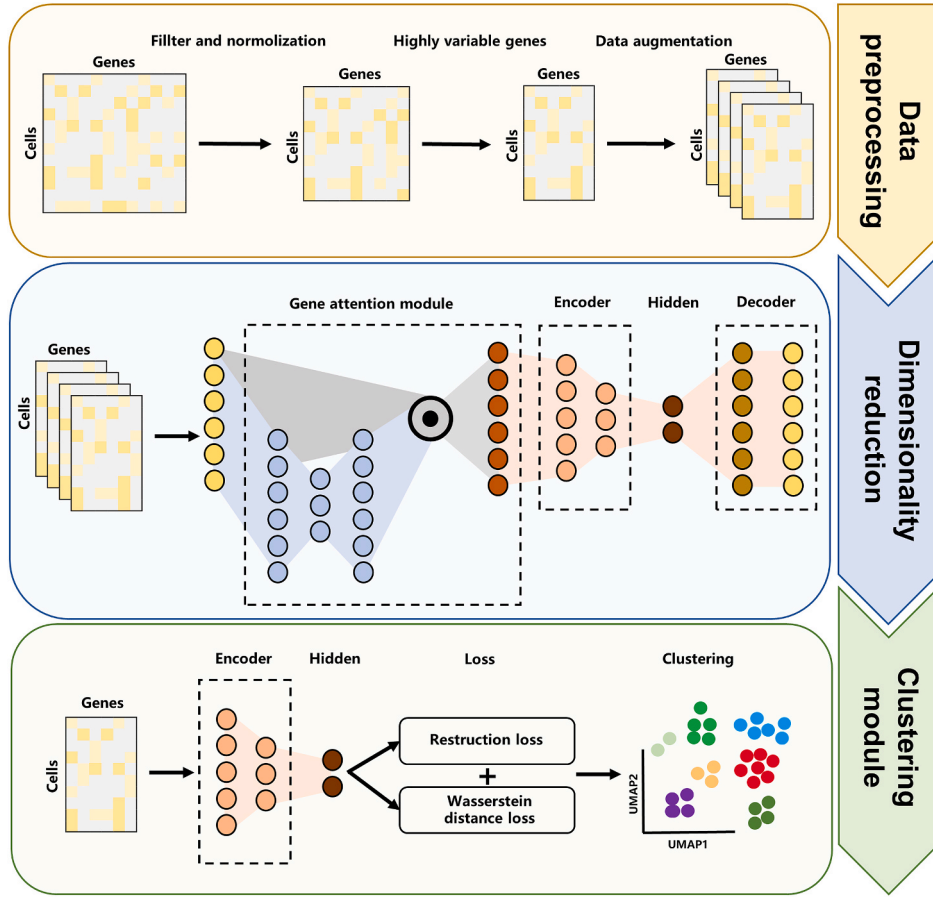 Fillter and normolization
Highly variable genes
Data augmentation
Genes
Cells
Genes
Cells
Genes
Cells
Genes
Cells
Data
preprocessing
Gene attention module
Encoder
Hidden
Decoder
Genes
Cells
Dimensionality
reduction
Encoder
Hidden
Loss
Clustering
Genes
Cells
Restruction loss
+
Wasserstein
distance loss
UMAP2
UMAP1
Clustering
module